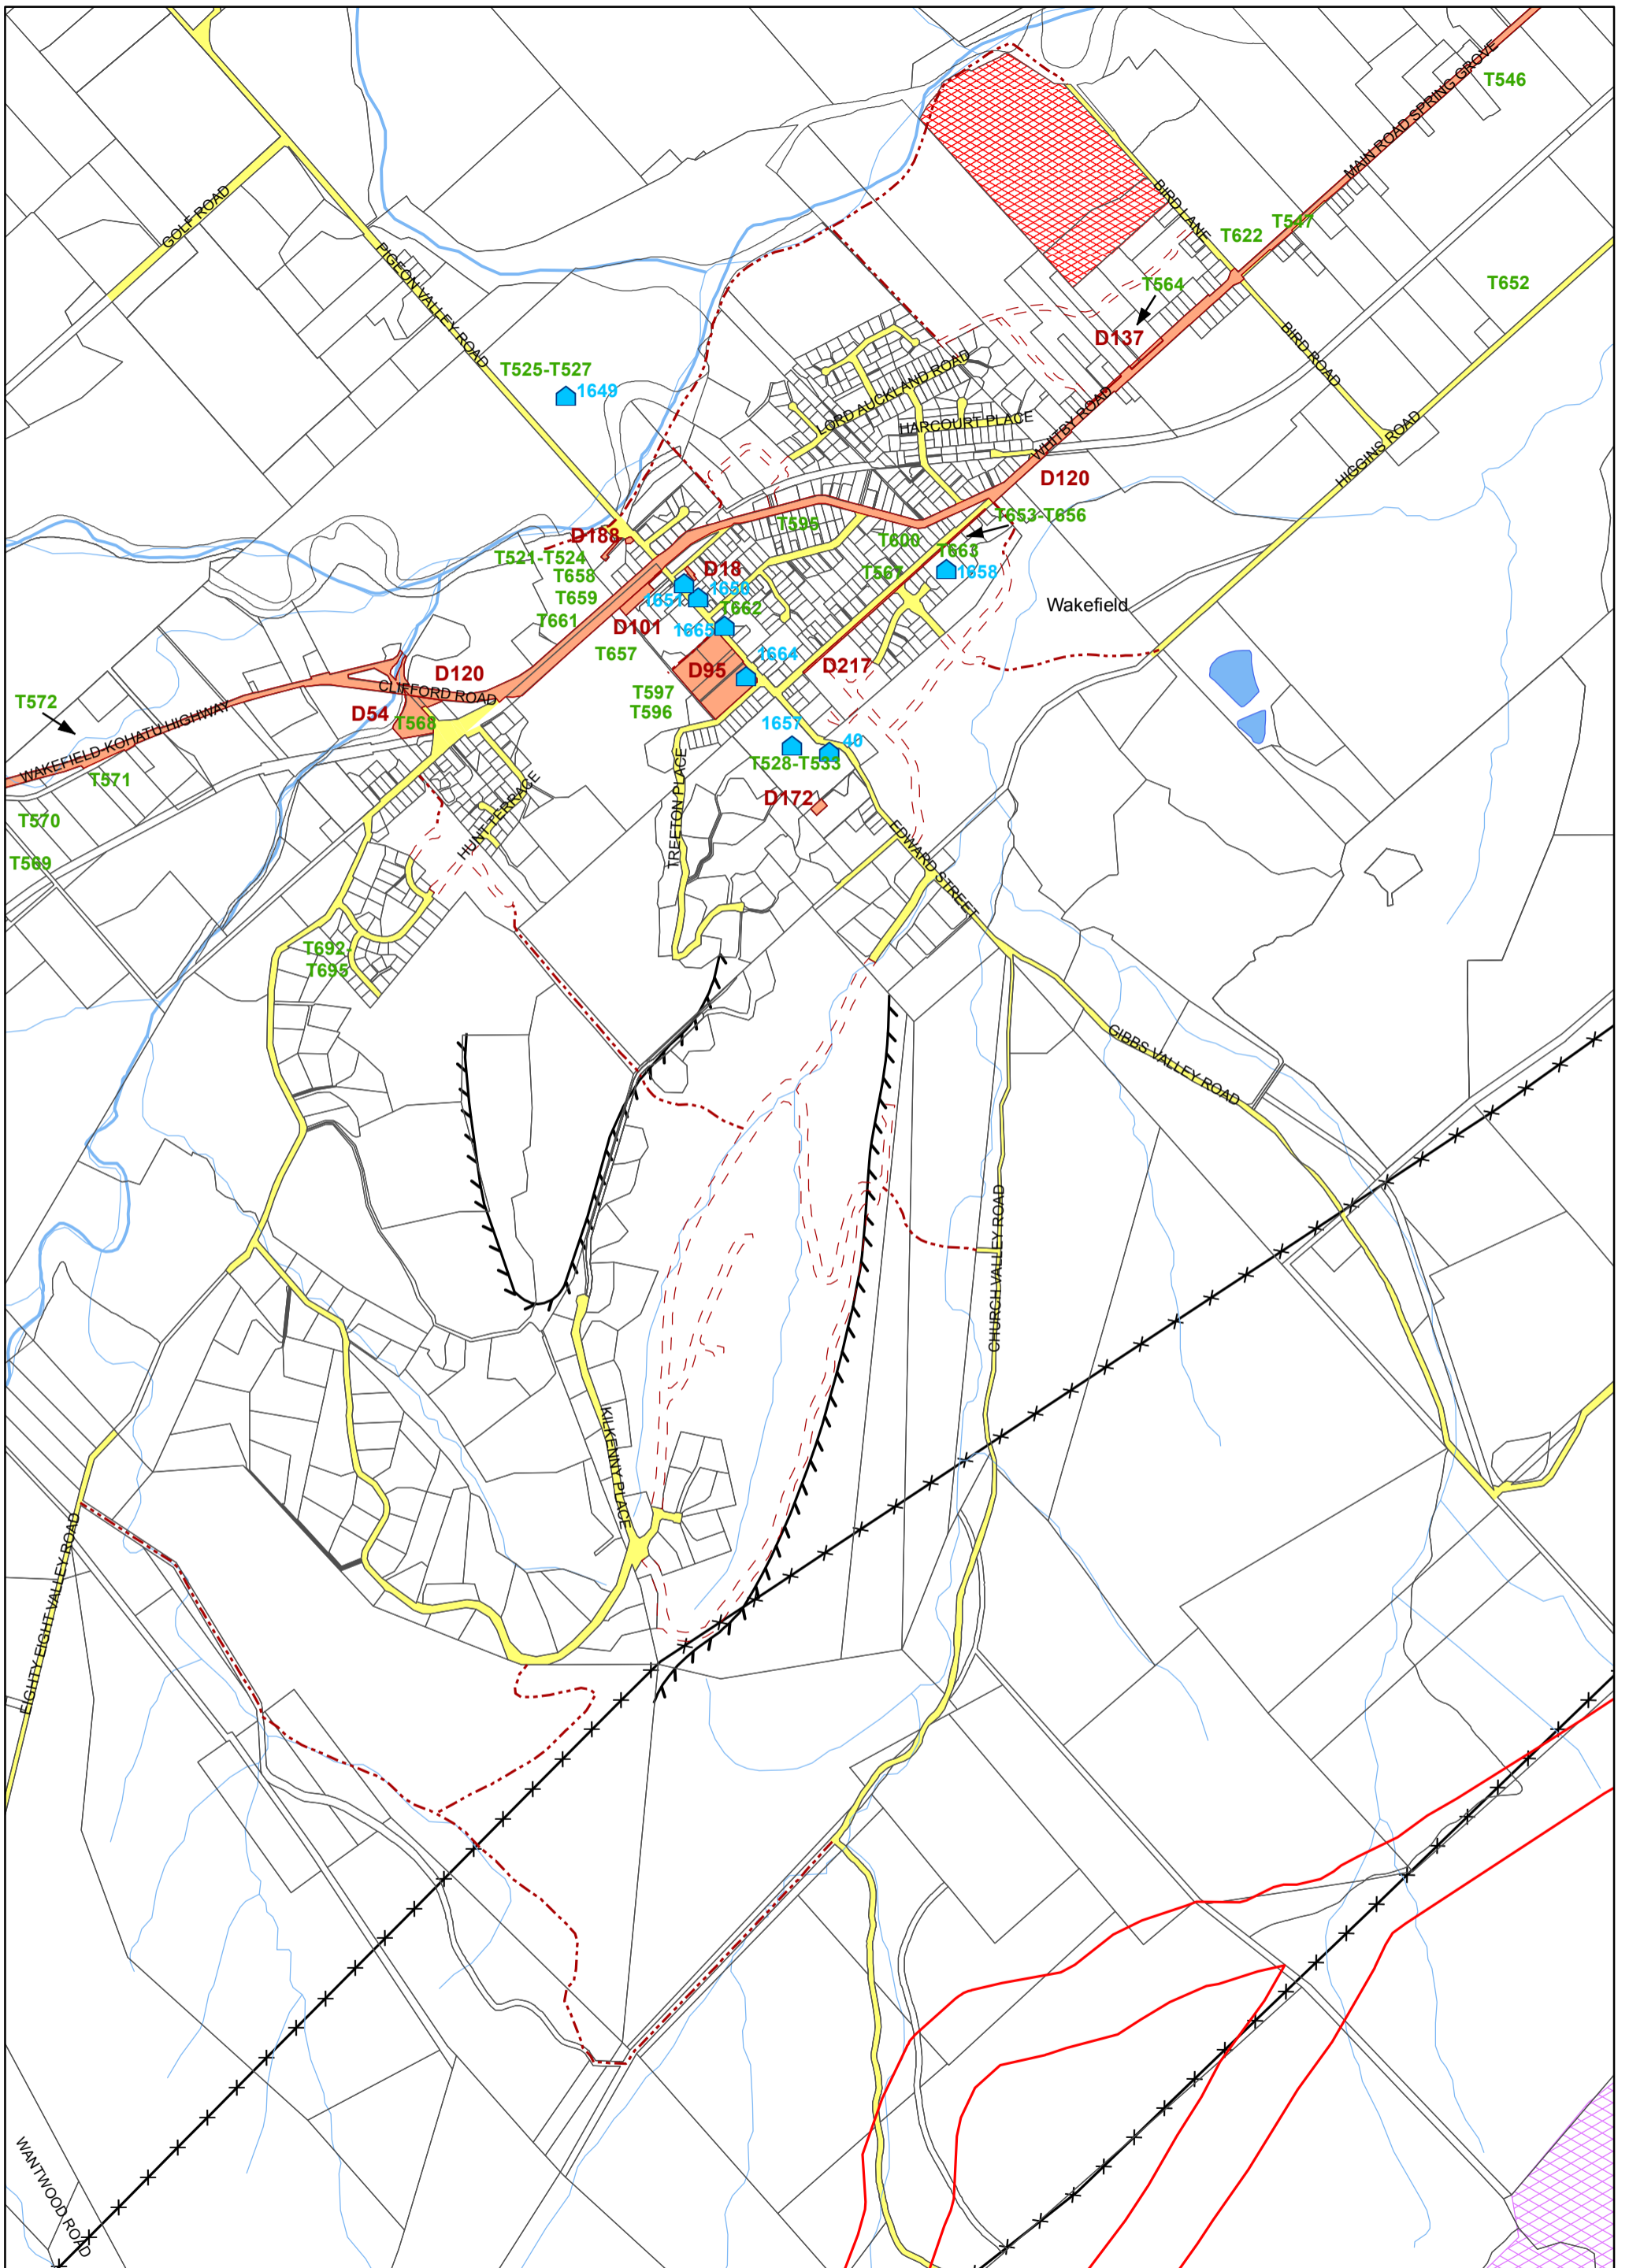 MAIN ROAD SPRING GROVE
T546
GOLF ROAD
BIRD LANE
T547
T622
PIGEON VALLEY ROAD
T564
T652
D137
BIRD ROAD
T525-T527
1649
LORD AUCKLAND ROAD
HARCOURT PLACE
WHITBY ROAD
HIGGINS ROAD
D120
T653-T656
T595
D188
T600
T521-T524
T663
D18
T567
1658
T658
1650
T659
1651
T662
Wakefield
T661
D101
1665
T657
1664
D217
D95
D120
CLIFFORD ROAD
T597
T572
D54
T596
T568
1657
40
WAKEFIELD-KOHATU HIGHWAY
T528-T533
T571
D172
T570
TREETON PLACE
HUNT TERRACE
T569
EDWARD STREET
T692-
T695
GIBBS VALLEY ROAD
CHURCH VALLEY ROAD
KILKENNY PLACE
EIGHTY EIGHT VALLEY ROAD
WANTWOOD ROAD